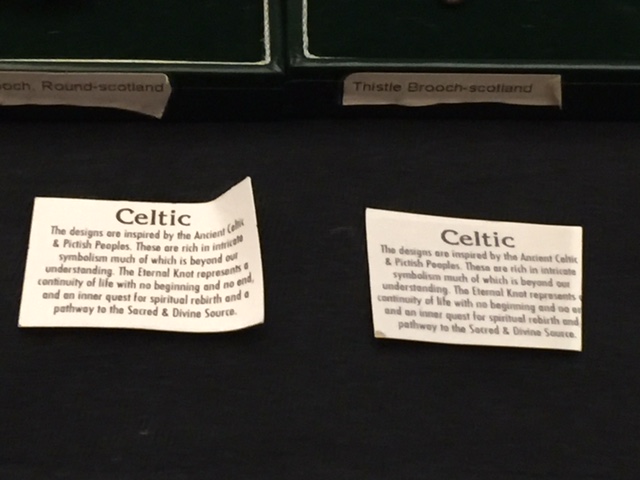 Round-scotland
Thistle Brooch-scotland
Celtic
The designs are inspired by the Ancient Celtic
& Pictish Peoples. These are rich in intricate
symbolism much of which is beyond our
understanding. The Eternal Knot represents a
continuity of life with no beginning and no end,
and an inner quest for spiritual rebirth and a
pathway to the Sacred & Divine Source.
Celtic
The designs are inspired by the Ancient Celtic
& Pictish Peoples. These are rich in intricate
symbolism much of which is beyond our
understanding. The Eternal Knot represents
continuity of life with no beginning and no
and an inner quest for spiritual rebirth and
pathway to the Sacred & Divine Source.